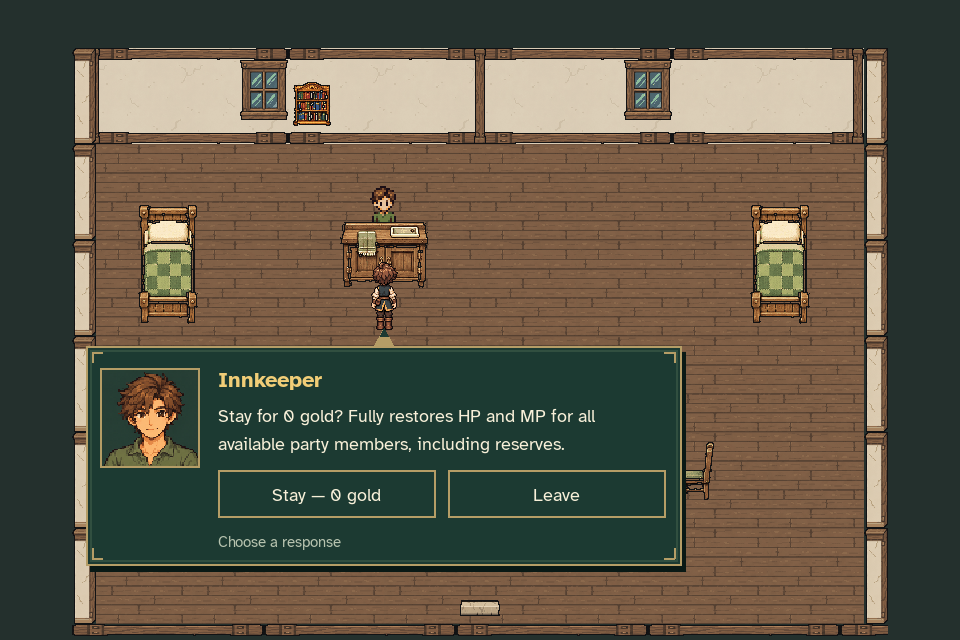 Innkeeper
Stay for 0 gold? Fully restores HP and MP for all
available party members, including reserves.
Stay — 0 gold
Leave
Choose a response